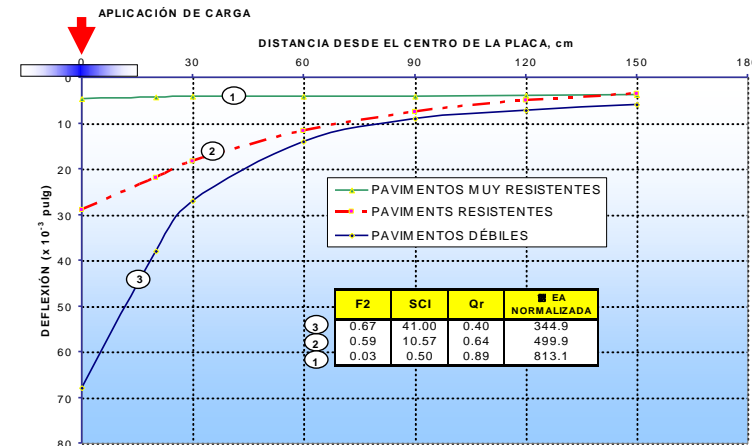 APLICACIÓN DE CARGA
DISTANCIA DESDE EL CENTRO DE LA PLACA, cm
0 30 60 90 120 150 180
DEFLEXIÓN (x 10⁻³ pulg)
0
10
20
30
40
50
60
70
80
1
2
3
PAVIMENTOS MUY RESISTENTES
PAVIMENTS RESISTENTES
PAVIMENTOS DÉBILES
F2 SCI Qr EA NORMALIZADA
3 0.67 41.00 0.40 344.9
2 0.59 10.57 0.64 499.9
1 0.03 0.50 0.89 813.1